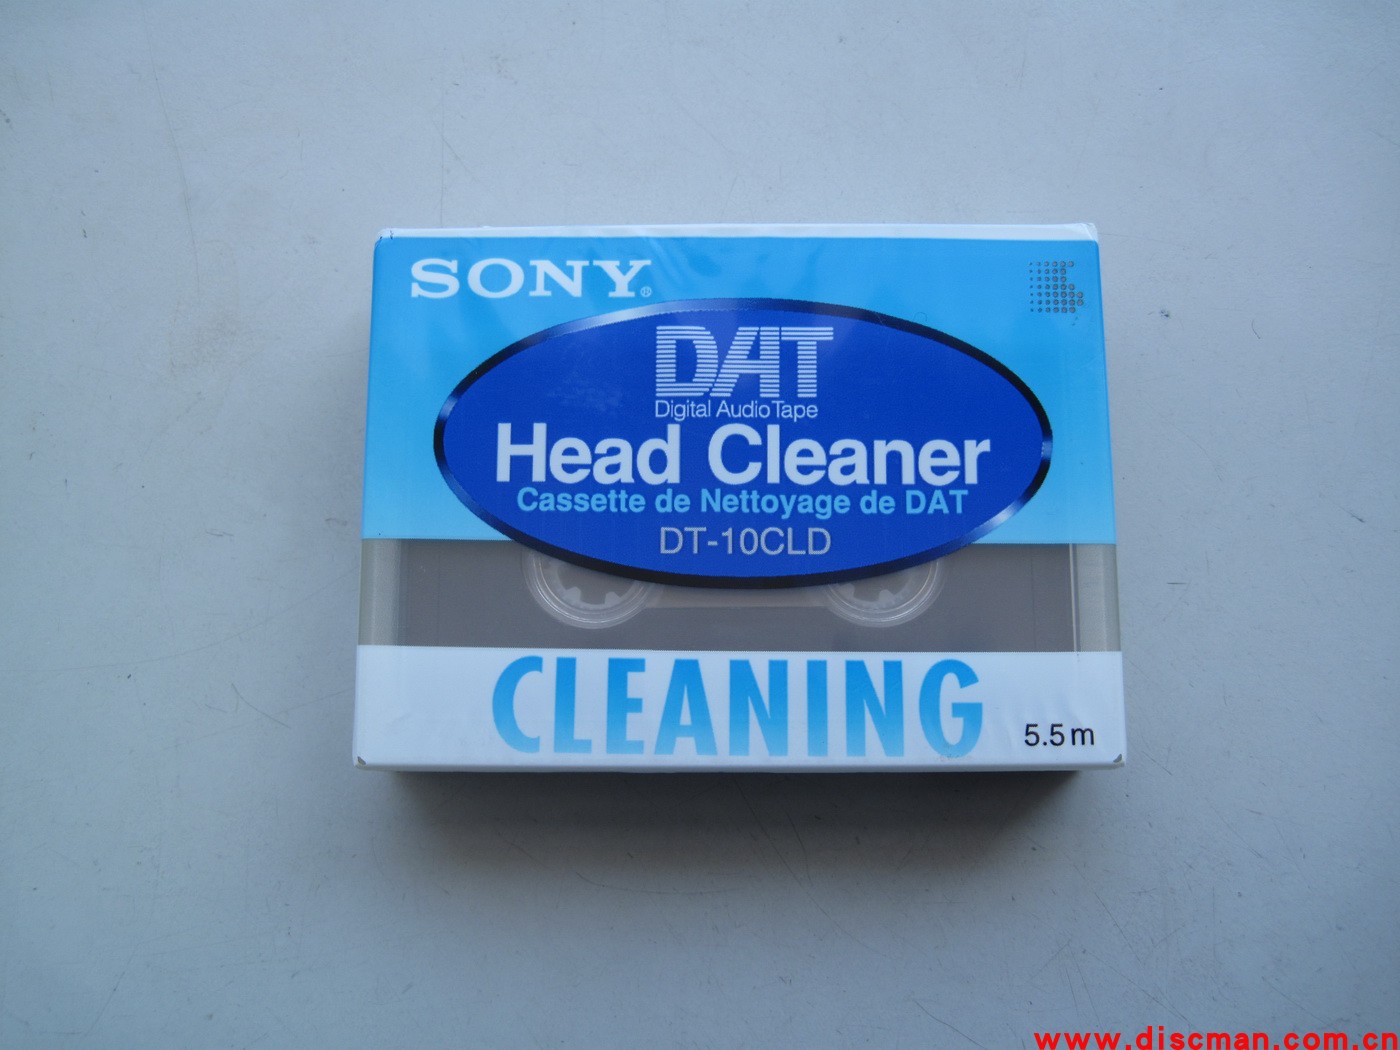 SONY®
DAT
Digital Audio Tape
Head Cleaner
Cassette de Nettoyage de DAT
DT-10CLD
CLEANING
5.5m
www.discman.com.cn